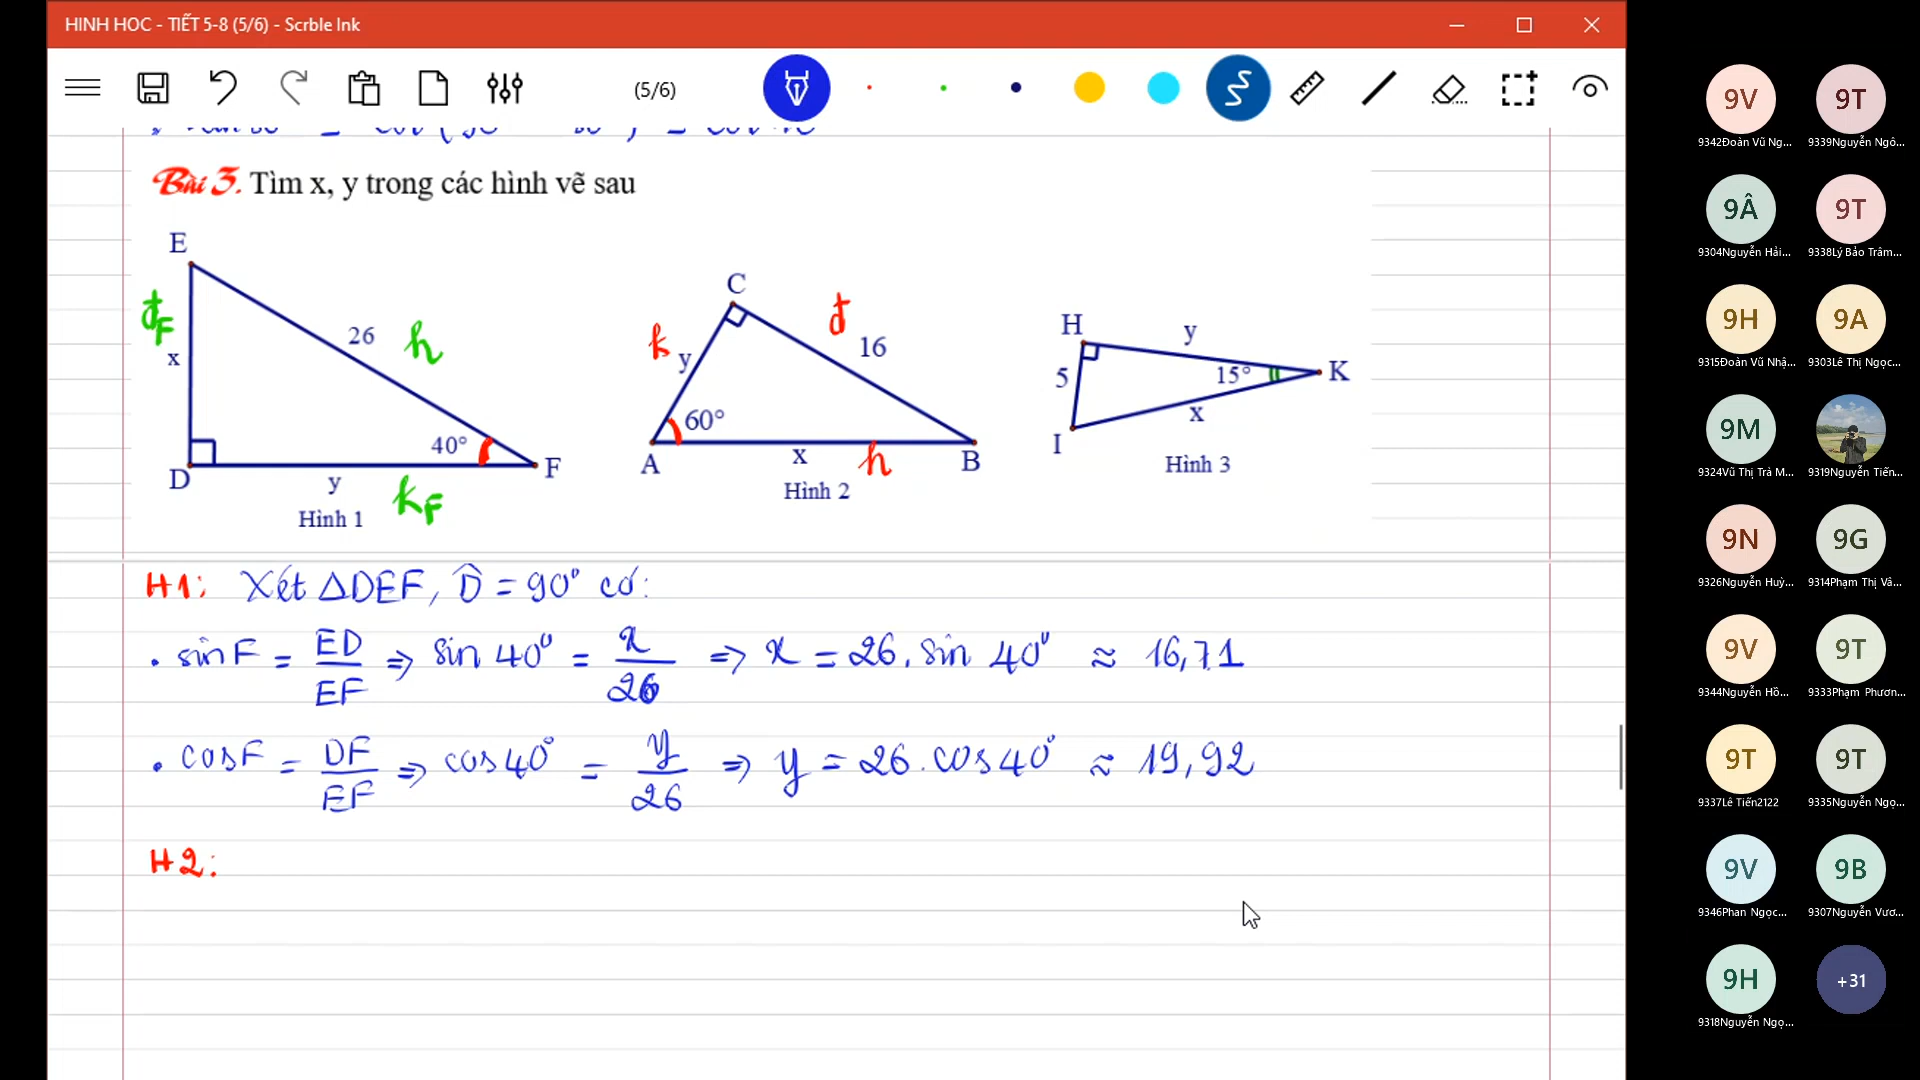 HINH HOC - TIẾT 5-8 (5/6) - Scrble Ink
(5/6)
Bài 3. Tìm x, y trong các hình vẽ sau
E
đF
x
26
h
D
40°
F
y
kF
Hình 1
C
k
y
đ
16
60°
A
x
h
B
Hình 2
H
y
5
15°
K
x
I
Hình 3
H1: Xét ΔDEF, D̂ = 90° có:
• sin F = ED/EF => sin 40° = x/26 => x = 26. sin 40° ≈ 16,71
• cos F = DF/EF => cos 40° = y/26 => y = 26. cos 40° ≈ 19,92
H2:
9V
9342Đoàn Vũ Ng...
9T
9339Nguyễn Ngô...
9Â
9304Nguyễn Hải...
9T
9338Lý Bảo Trâm...
9H
9315Đoàn Vũ Nhậ...
9A
9303Lê Thị Ngọc...
9M
9324Vũ Thị Trà M...
9319Nguyễn Tiến...
9N
9326Nguyễn Huỳ...
9G
9314Phạm Thị Vâ...
9V
9344Nguyễn Hồ...
9T
9333Phạm Phươn...
9T
9337Lê Tiến2122
9T
9335Nguyễn Ngọ...
9V
9346Phan Ngọc...
9B
9307Nguyễn Vươ...
9H
9318Nguyễn Ngọ...
+31